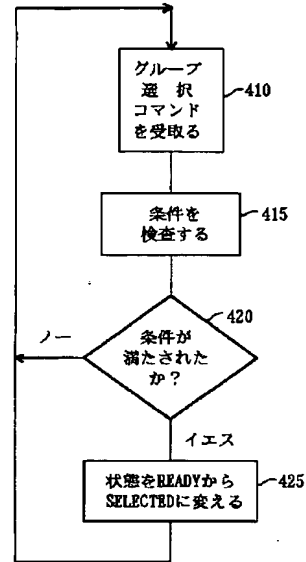 グループ
選 択
コマンド
を受取る
410
条件を
検査する
415
420
条件が
満たされた
か？
ノー
イエス
状態をREADYから
SELECTEDに変える
425